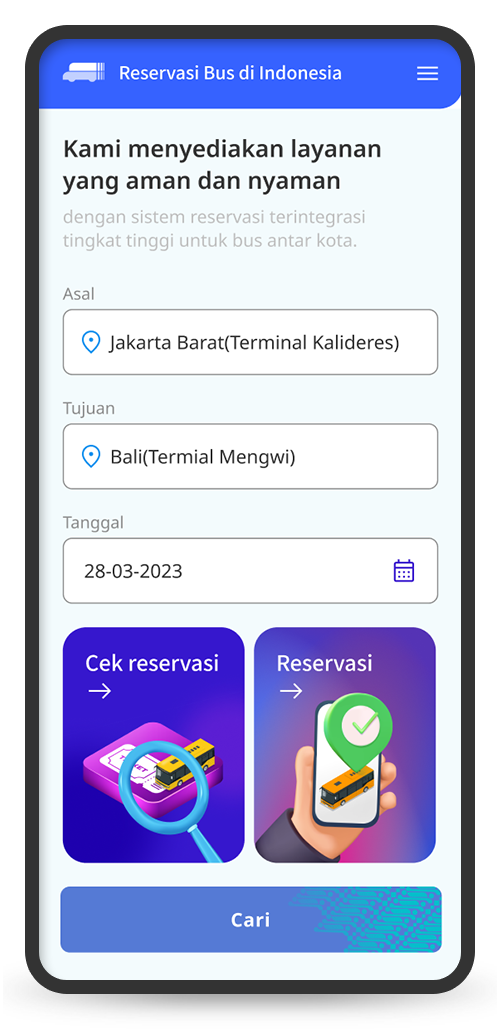 Reservasi Bus di Indonesia
Kami menyediakan layanan
yang aman dan nyaman
dengan sistem reservasi terintegrasi
tingkat tinggi untuk bus antar kota.
Asal
Jakarta Barat(Terminal Kalideres)
Tujuan
Bali(Termial Mengwi)
Tanggal
28-03-2023
Cek reservasi
Reservasi
Cari